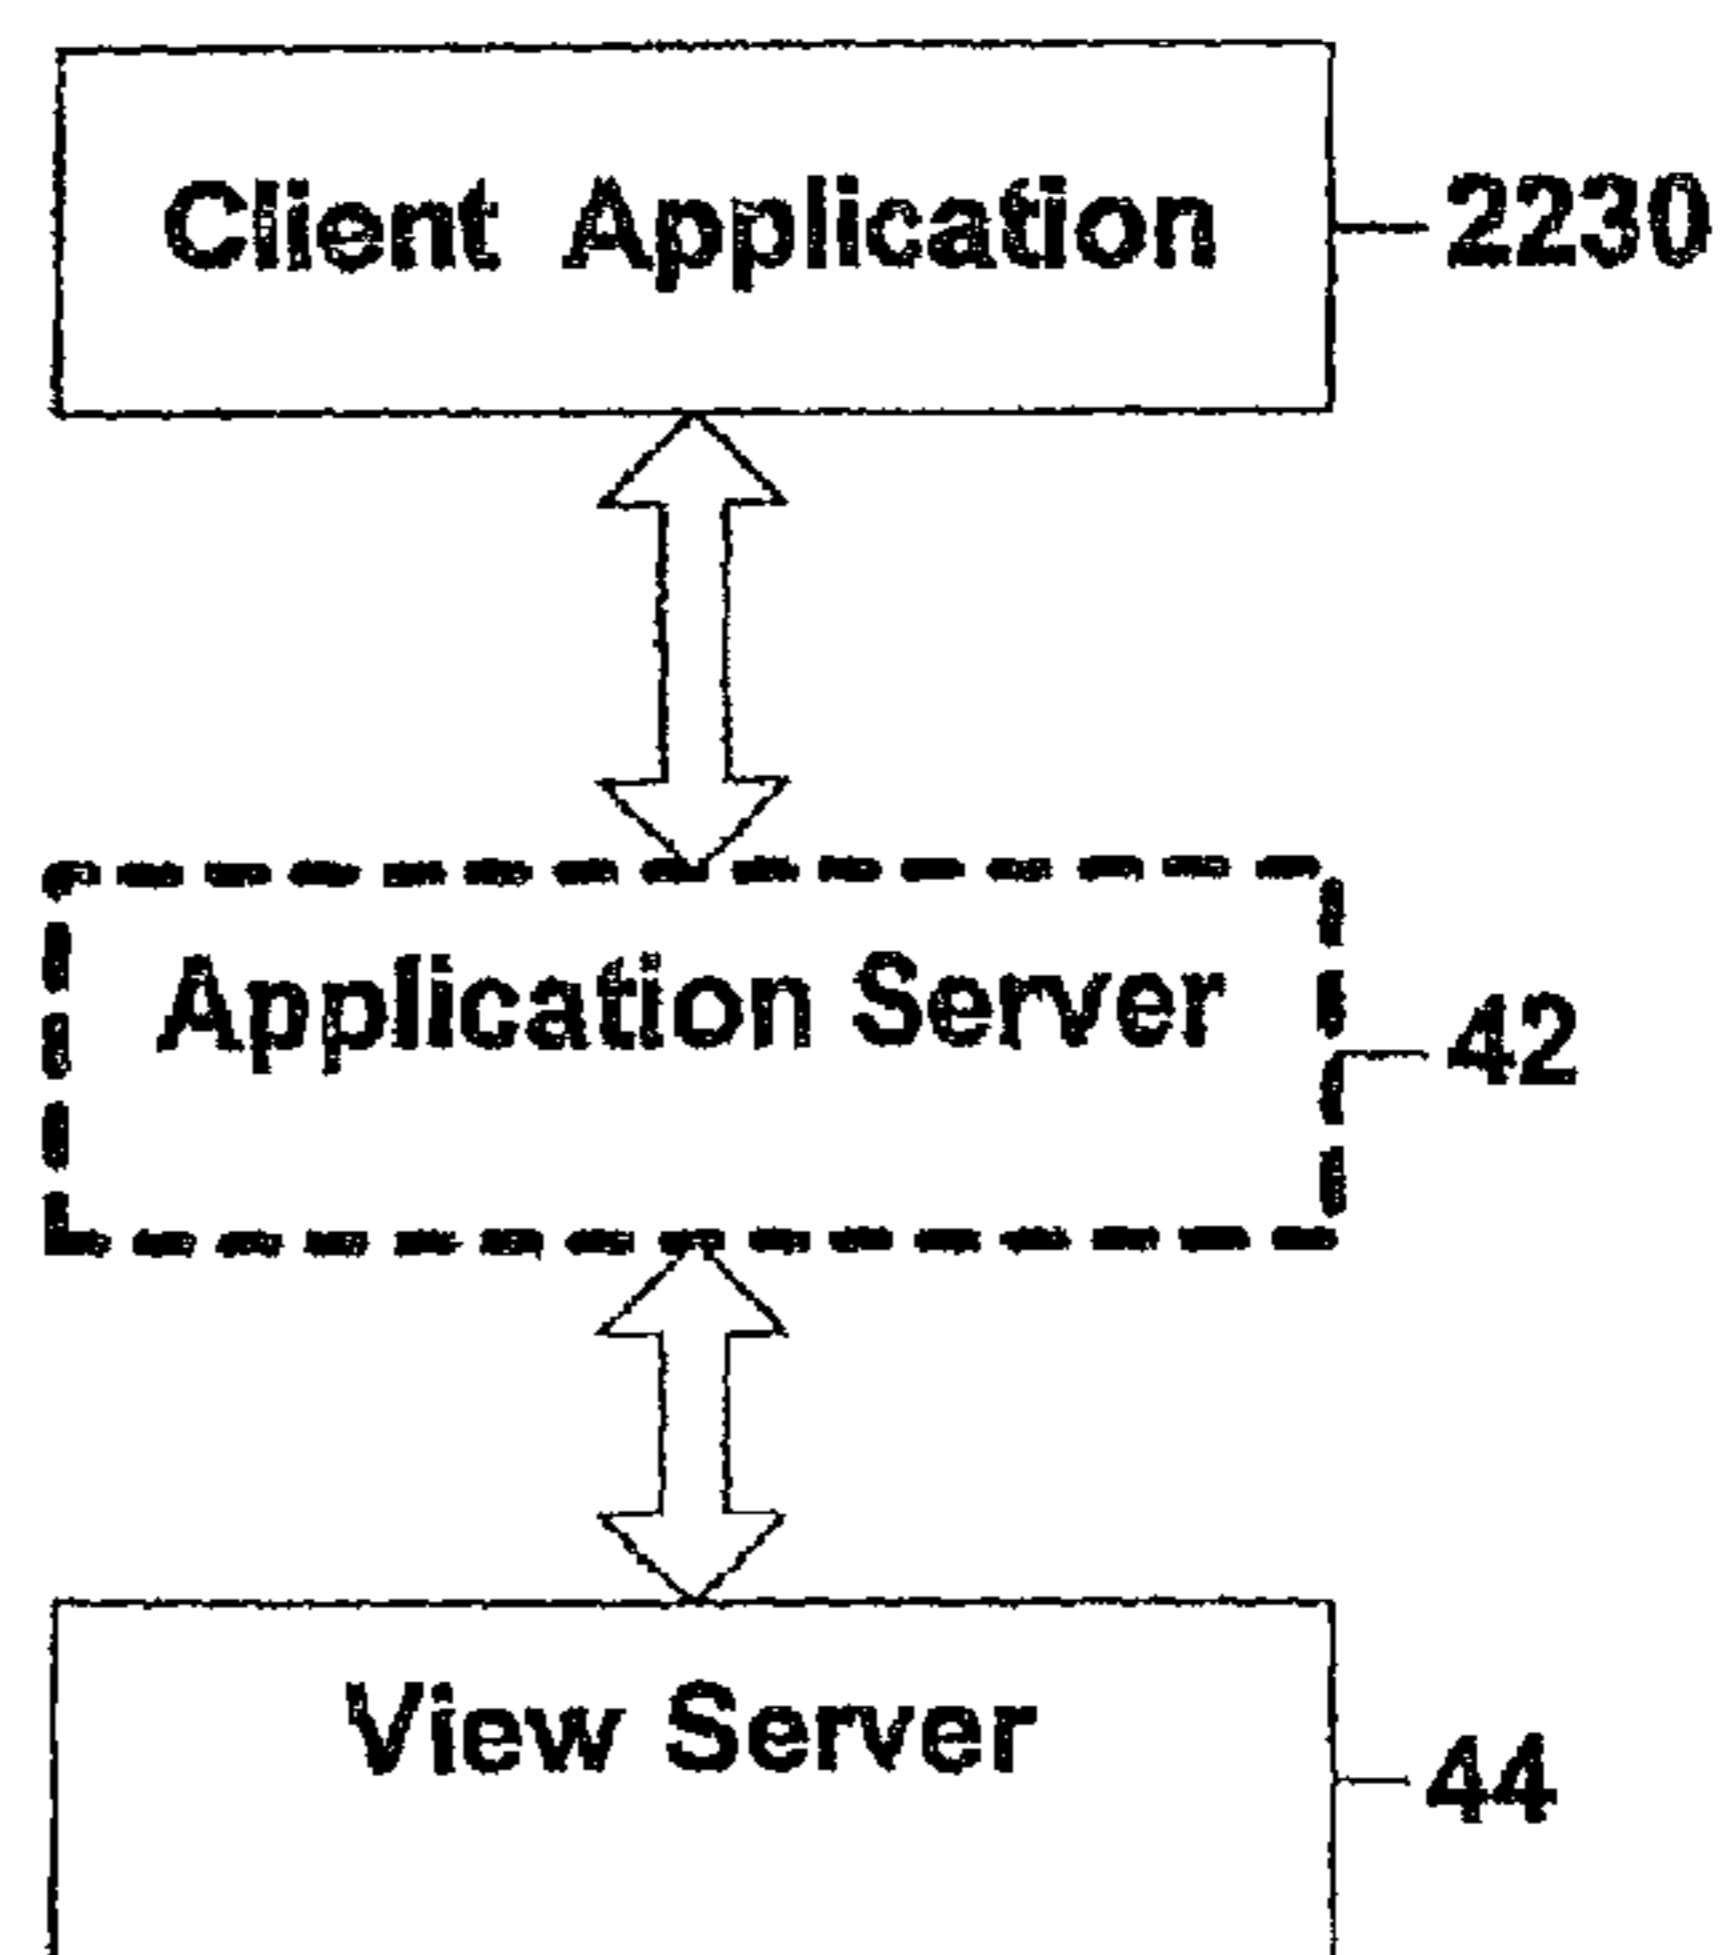 Client Application
2230
Application Server
42
View Server
44